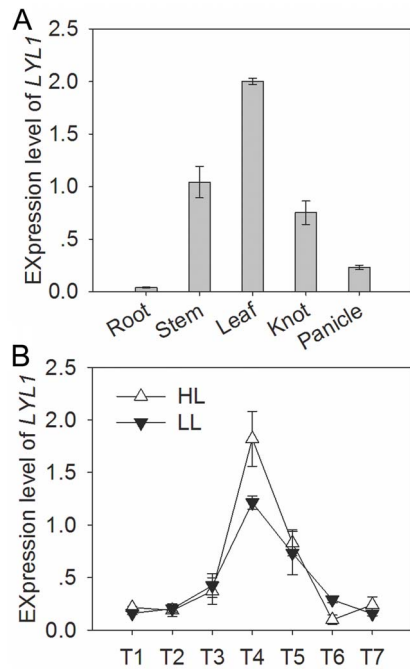 A
EXpression level of LYL1
2.5
2.0
1.5
1.0
.5
0.0
Root Stem Leaf Knot Panicle
B
EXpression level of LYL1
2.5
2.0
1.5
1.0
.5
0.0
HL
LL
T1 T2 T3 T4 T5 T6 T7